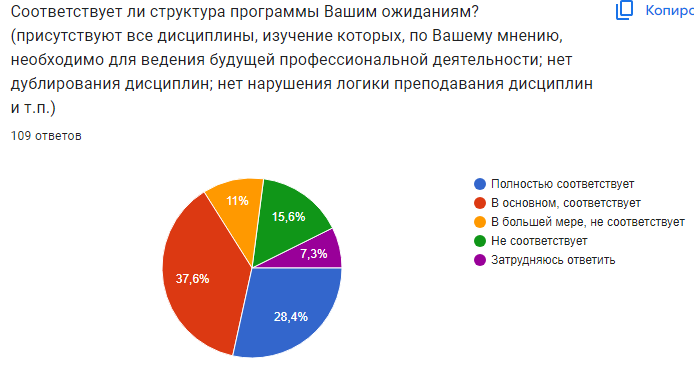 Соответствует ли структура программы Вашим ожиданиям?
(присутствуют все дисциплины, изучение которых, по Вашему мнению,
необходимо для ведения будущей профессиональной деятельности; нет
дублирования дисциплин; нет нарушения логики преподавания дисциплин
и т.п.)
Копиро
109 ответов
11%
15,6%
7,3%
37,6%
28,4%
Полностью соответствует
В основном, соответствует
В большей мере, не соответствует
Не соответствует
Затрудняюсь ответить